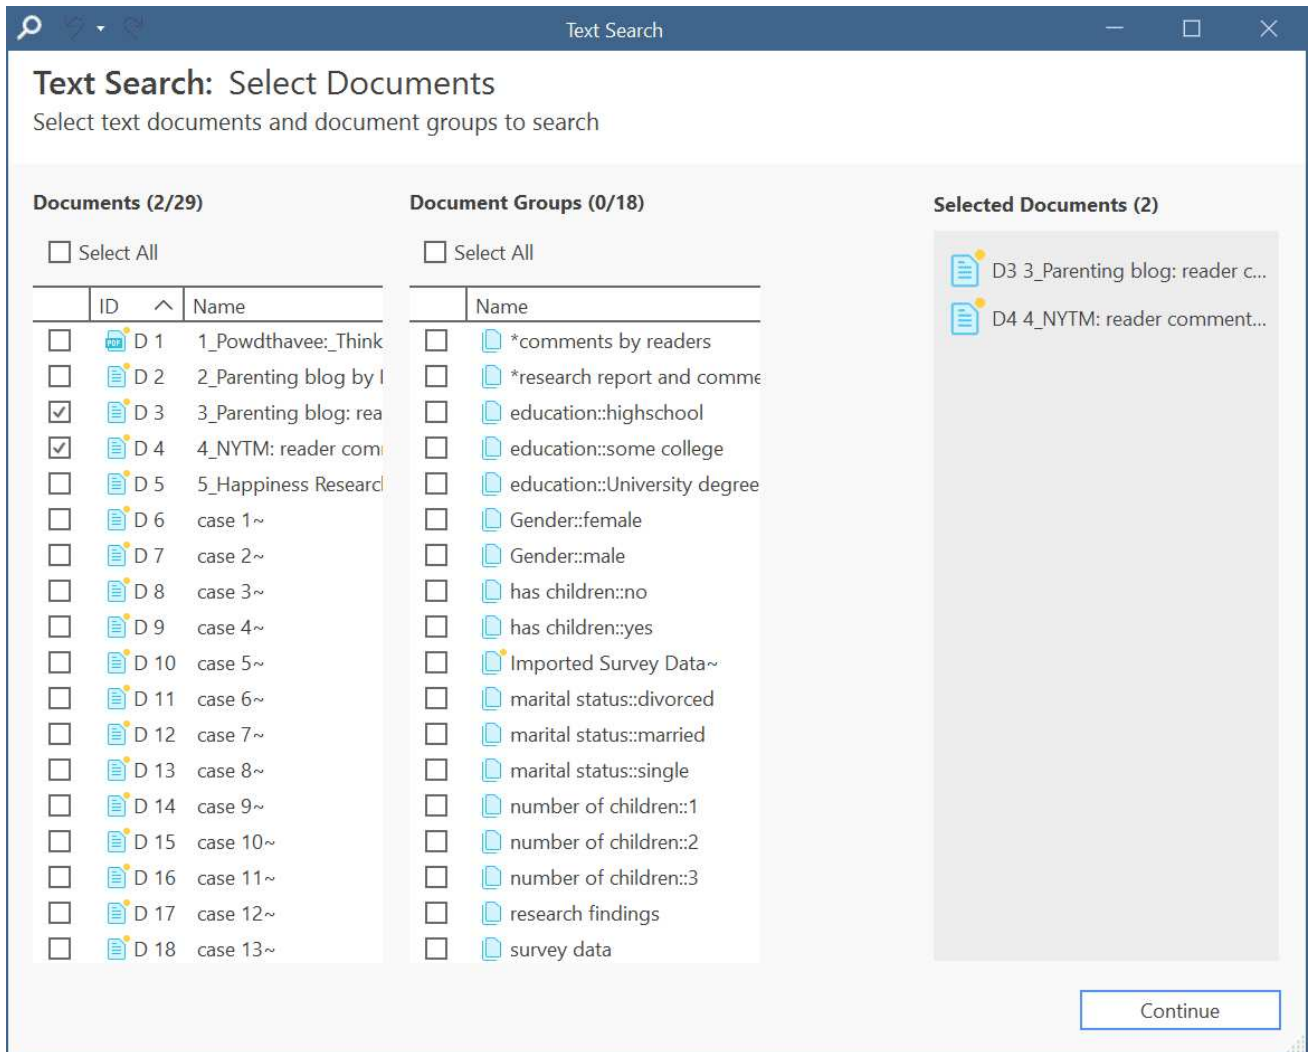 Text Search
Text Search: Select Documents
Select text documents and document groups to search
Documents (2/29)
Select All
ID Name
PDF D 1 1_Powdthavee:_Think
D 2 2_Parenting blog by
D 3 3_Parenting blog: rea
D 4 4_NYTM: reader com
D 5 5_Happiness Research
D 6 case 1~
D 7 case 2~
D 8 case 3~
D 9 case 4~
D 10 case 5~
D 11 case 6~
D 12 case 7~
D 13 case 8~
D 14 case 9~
D 15 case 10~
D 16 case 11~
D 17 case 12~
D 18 case 13~
Document Groups (0/18)
Select All
Name
*comments by readers
*research report and comme
education::highschool
education::some college
education::University degree
Gender::female
Gender::male
has children::no
has children::yes
Imported Survey Data~
marital status::divorced
marital status::married
marital status::single
number of children::1
number of children::2
number of children::3
research findings
survey data
Selected Documents (2)
D3 3_Parenting blog: reader c...
D4 4_NYTM: reader comment...
Continue